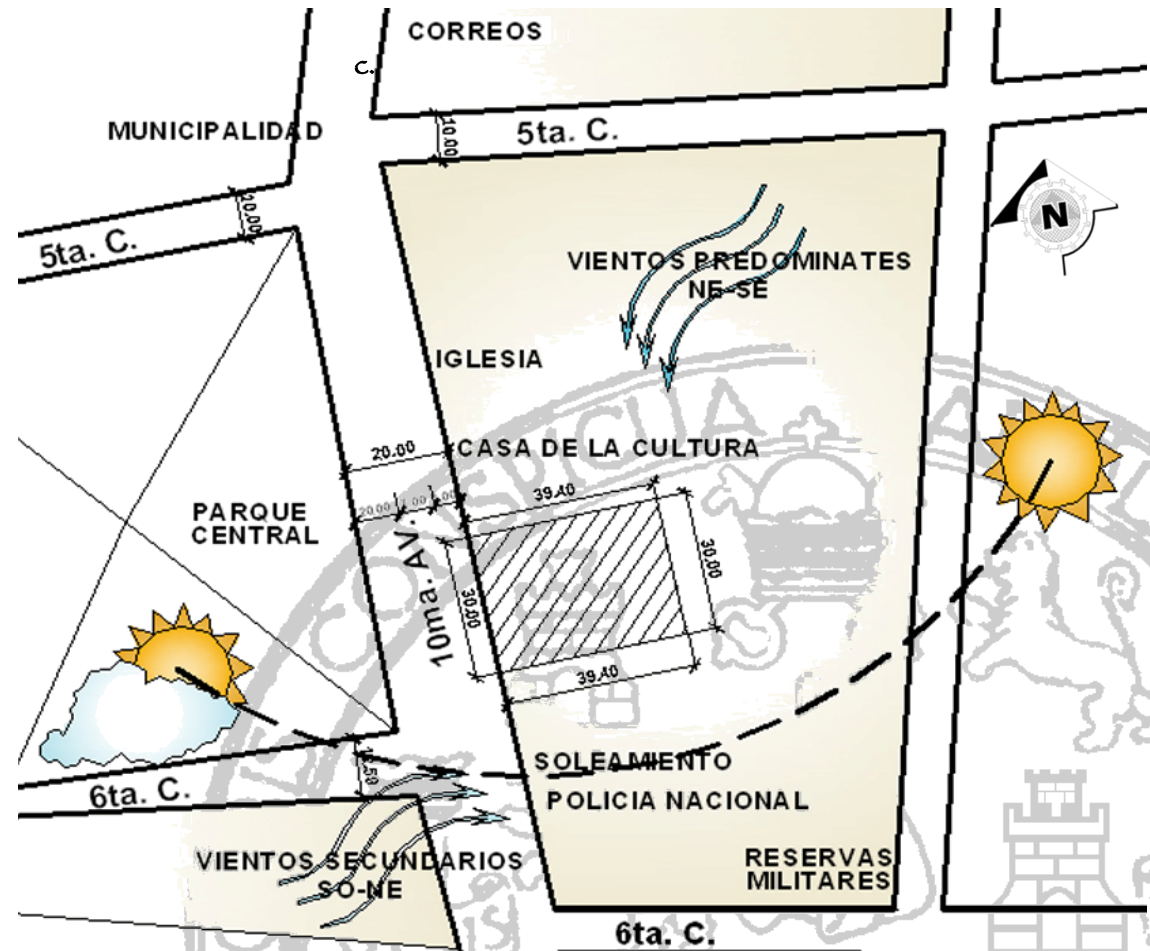 CORREOS
C.
MUNICIPALIDAD
10.00
5ta. C.
20.00
5ta. C.
N
VIENTOS PREDOMINATES
NE-SE
IGLESIA
CASA DE LA CULTURA
20.00
39.40
20.00
PARQUE
CENTRAL
10ma. AV.
30.00
30.00
39.40
SOLEAMIENTO
POLICIA NACIONAL
6ta. C.
VIENTOS SECUNDARIOS
SO-NE
RESERVAS
MILITARES
6ta. C.